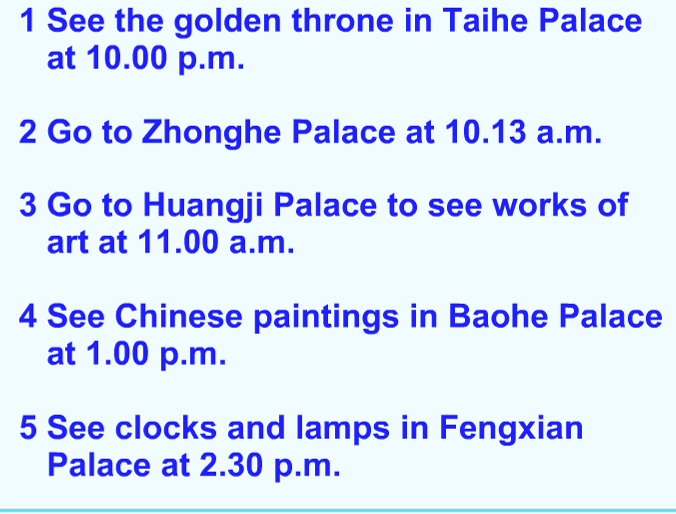 1 See the golden throne in Taihe Palace
at 10.00 p.m.
2 Go to Zhonghe Palace at 10.13 a.m.
3 Go to Huangji Palace to see works of
art at 11.00 a.m.
4 See Chinese paintings in Baohe Palace
at 1.00 p.m.
5 See clocks and lamps in Fengxian
Palace at 2.30 p.m.